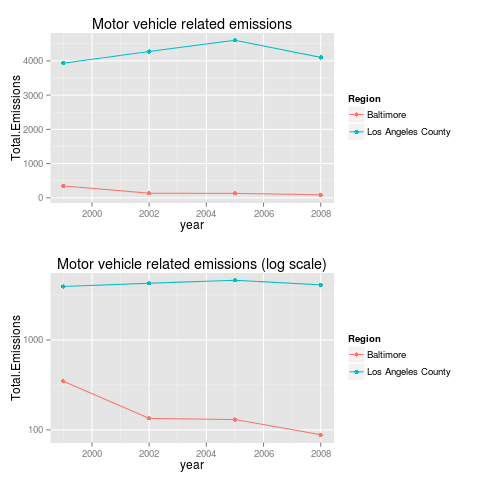 Motor vehicle related emissions
4000
3000
2000
1000
0
Total.Emissions
2000 2002 2004 2006 2008
year
Region
Baltimore
Los Angeles County
Motor vehicle related emissions (log scale)
1000
100
Total.Emissions
2000 2002 2004 2006 2008
year
Region
Baltimore
Los Angeles County